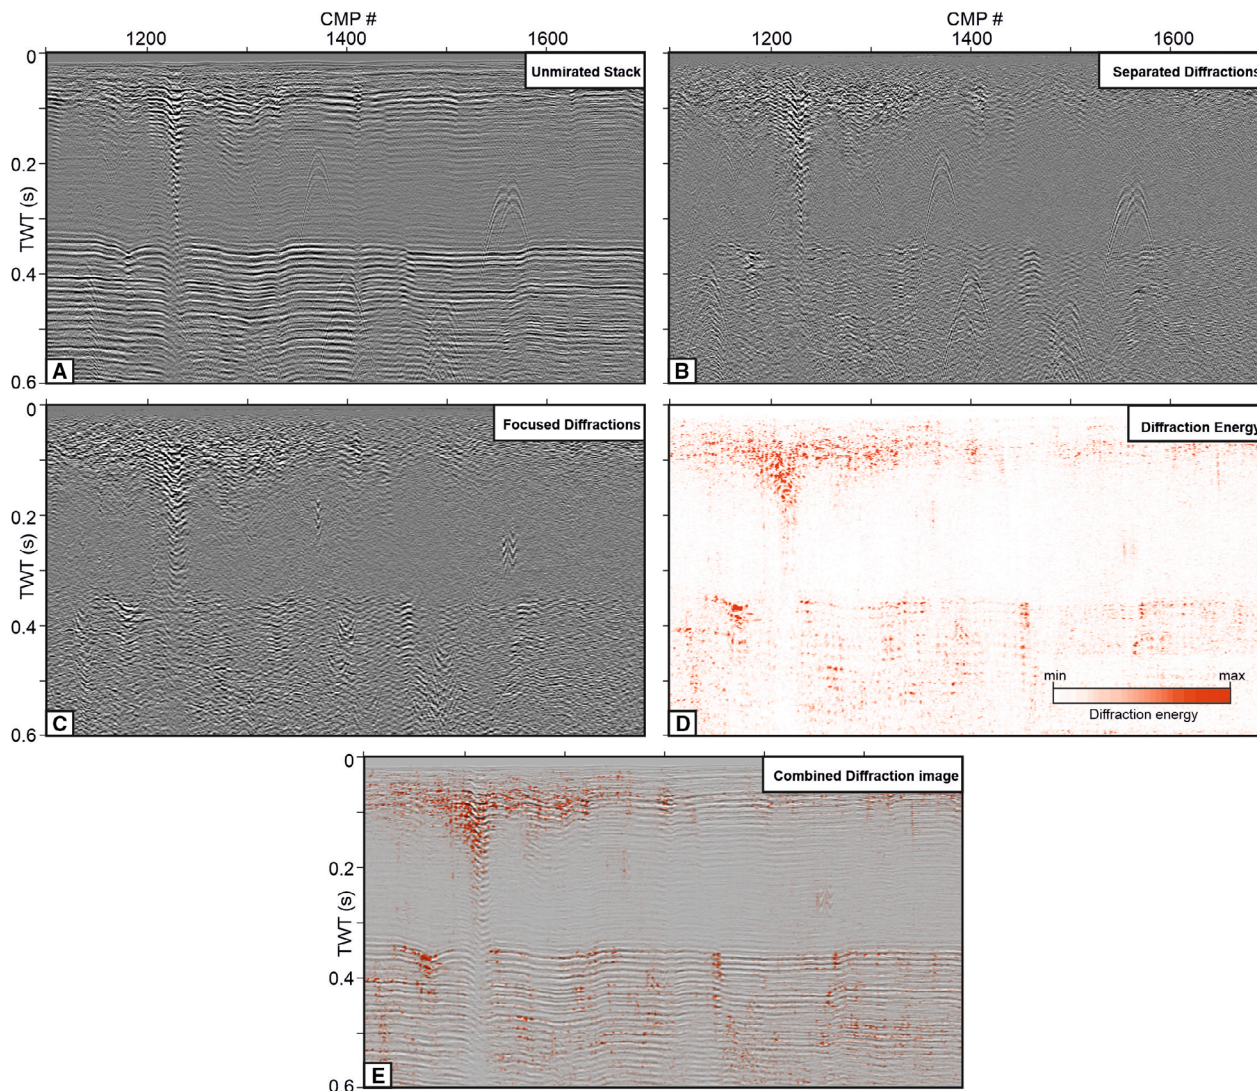 CMP #
CMP #
1200 1400 1600
1200 1400 1600
0
Unmirated Stack
Separated Diffractions
0.2
TWT (s)
0.4
A
B
0.6
0
Focused Diffractions
Diffraction Energy
0.2
TWT (s)
0.4
min max
Diffraction energy
C
D
0.6
0
Combined Diffraction image
0.2
TWT (s)
0.4
E
0.6